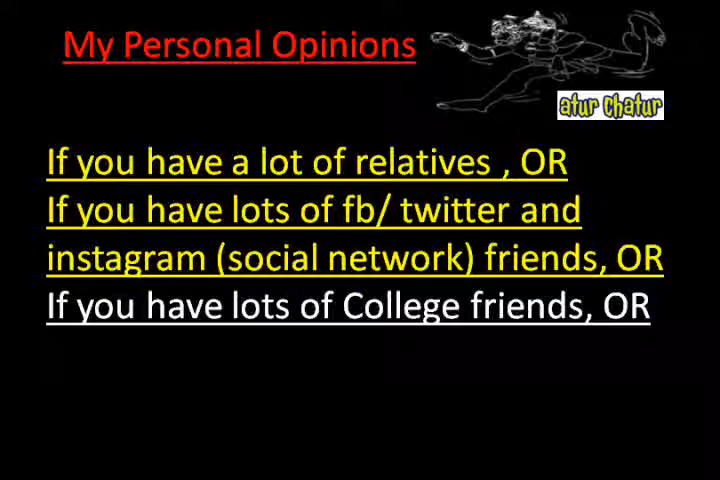 My Personal Opinions
atur chatur
If you have a lot of relatives , OR
If you have lots of fb/ twitter and
instagram (social network) friends, OR
If you have lots of College friends, OR